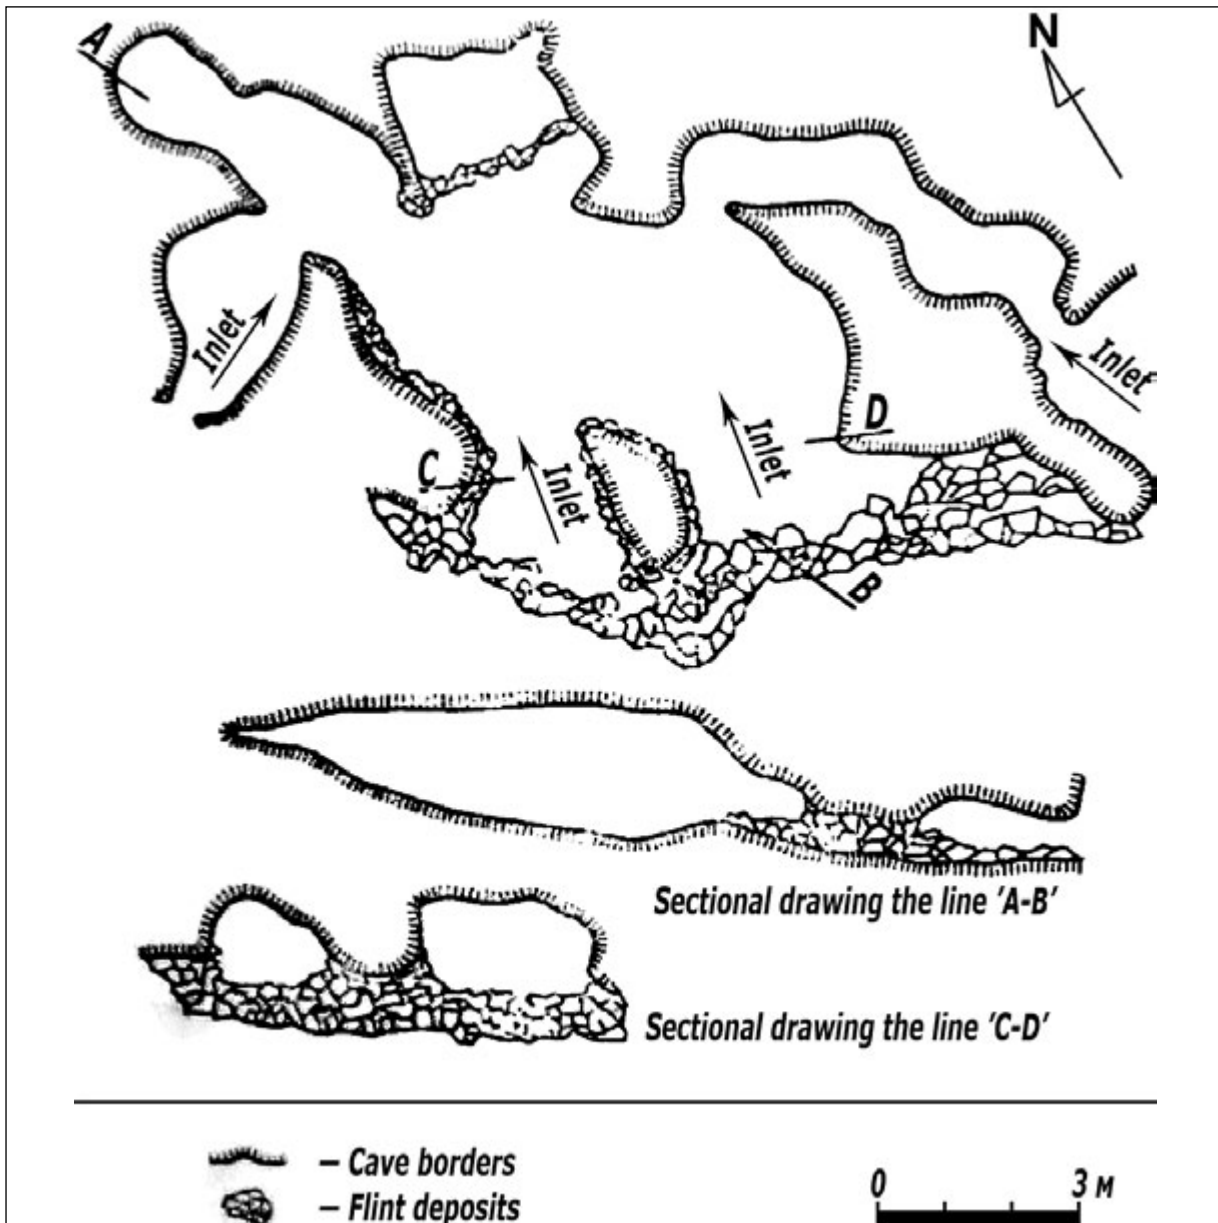 A
N
Inlet
Inlet
D
Inlet
C
Inlet
B
Sectional drawing the line 'A-B'
Sectional drawing the line 'C-D'
– Cave borders
– Flint deposits
0 3 M